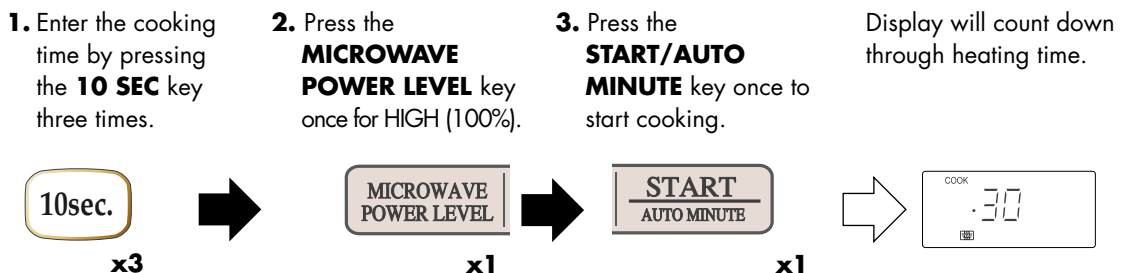 1. Enter the cooking
time by pressing
the 10 SEC key
three times.
2. Press the
MICROWAVE
POWER LEVEL key
once for HIGH (100%).
3. Press the
START/AUTO
MINUTE key once to
start cooking.
Display will count down
through heating time.
10sec.
x3
MICROWAVE
POWER LEVEL
x1
START
AUTO MINUTE
x1
COOK
.30